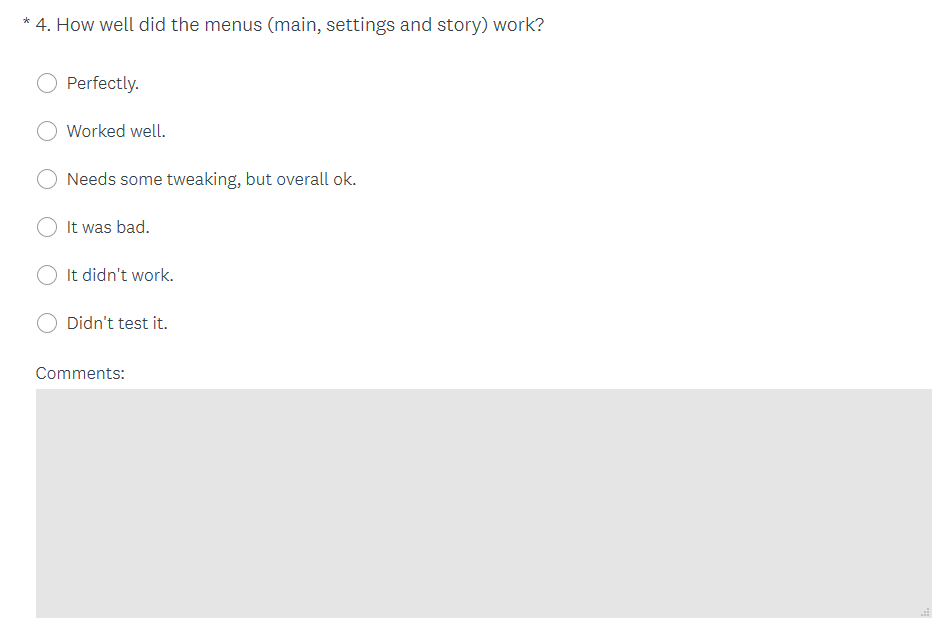 * 4. How well did the menus (main, settings and story) work?
Perfectly.
Worked well.
Needs some tweaking, but overall ok.
It was bad.
It didn't work.
Didn't test it.
Comments: